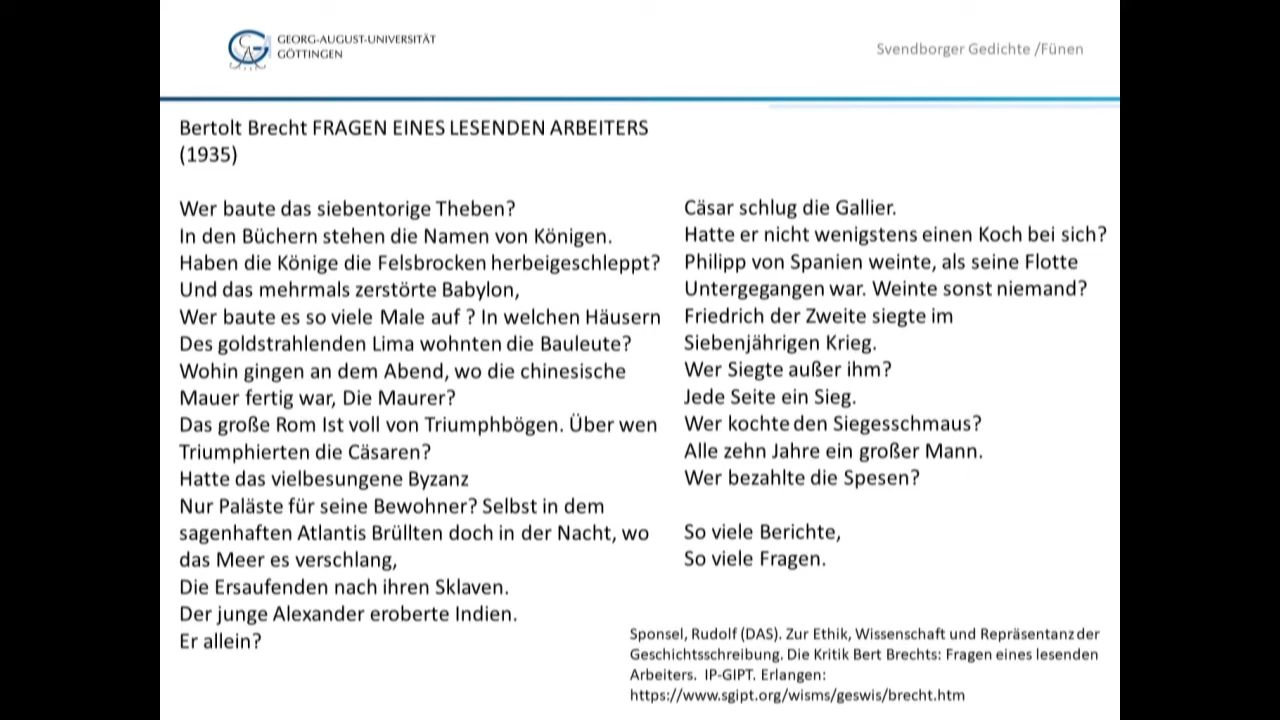 GEORG-AUGUST-UNIVERSITÄT
GÖTTINGEN
Svendborger Gedichte /Fünen
Bertolt Brecht FRAGEN EINES LESENDEN ARBEITERS
(1935)
Wer baute das siebentorige Theben?
In den Büchern stehen die Namen von Königen.
Haben die Könige die Felsbrocken herbeigeschleppt?
Und das mehrmals zerstörte Babylon,
Wer baute es so viele Male auf ? In welchen Häusern
Des goldstrahlenden Lima wohnten die Bauleute?
Wohin gingen an dem Abend, wo die chinesische
Mauer fertig war, Die Maurer?
Das große Rom Ist voll von Triumphbögen. Über wen
Triumphierten die Cäsaren?
Hatte das vielbesungene Byzanz
Nur Paläste für seine Bewohner? Selbst in dem
sagenhaften Atlantis Brüllten doch in der Nacht, wo
das Meer es verschlang,
Die Ersaufenden nach ihren Sklaven.
Der junge Alexander eroberte Indien.
Er allein?
Cäsar schlug die Gallier.
Hatte er nicht wenigstens einen Koch bei sich?
Philipp von Spanien weinte, als seine Flotte
Untergegangen war. Weinte sonst niemand?
Friedrich der Zweite siegte im
Siebenjährigen Krieg.
Wer Siegte außer ihm?
Jede Seite ein Sieg.
Wer kochte den Siegesschmaus?
Alle zehn Jahre ein großer Mann.
Wer bezahlte die Spesen?
So viele Berichte,
So viele Fragen.
Sponsel, Rudolf (DAS). Zur Ethik, Wissenschaft und Repräsentanz der
Geschichtsschreibung. Die Kritik Bert Brechts: Fragen eines lesenden
Arbeiters. IP-GIPT. Erlangen:
https://www.sgipt.org/wisms/geswis/brecht.htm